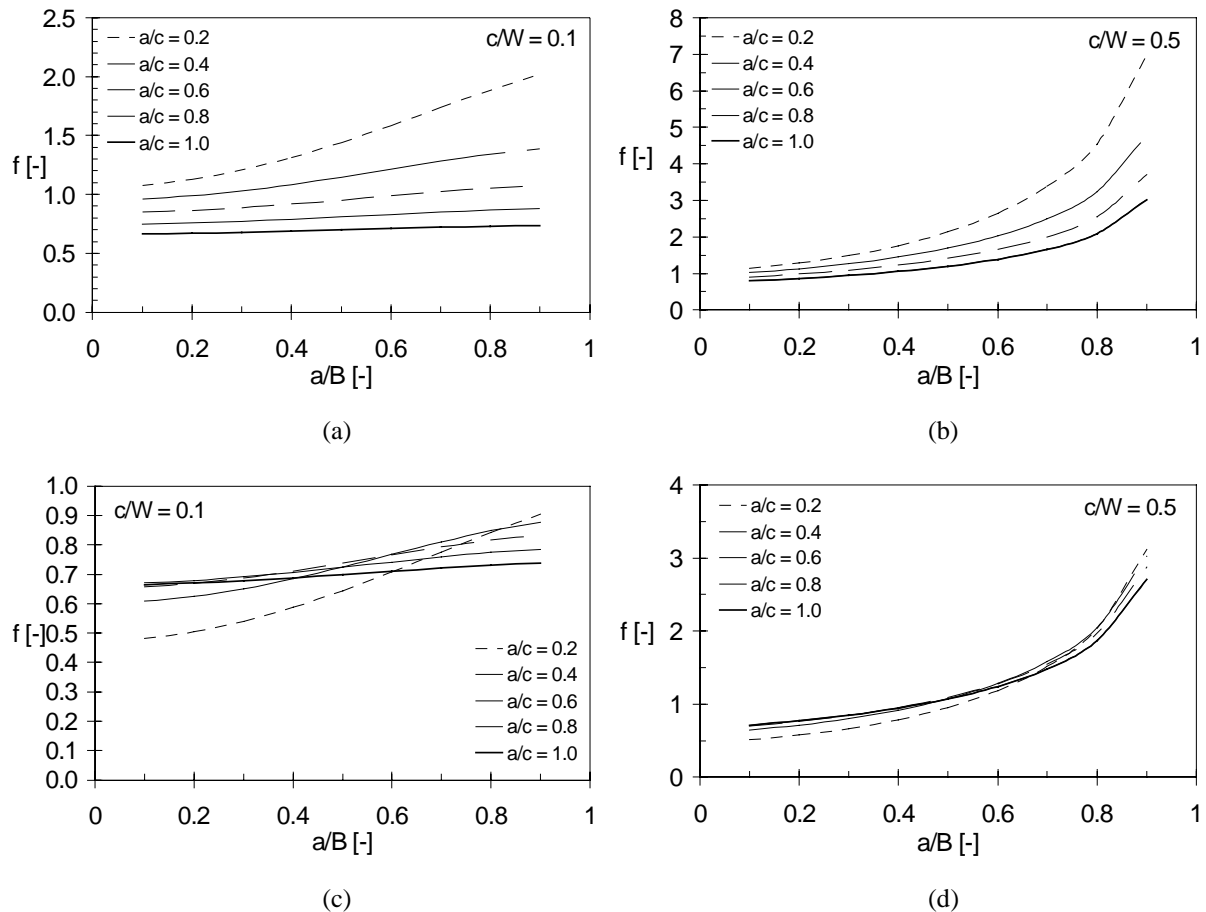 2.5
2.0
1.5
1.0
0.5
0.0
f [-]
a/c = 0.2
a/c = 0.4
a/c = 0.6
a/c = 0.8
a/c = 1.0
c/W = 0.1
0 0.2 0.4 0.6 0.8 1
a/B [-]
(a)
8
7
6
5
4
3
2
1
0
f [-]
a/c = 0.2
a/c = 0.4
a/c = 0.6
a/c = 0.8
a/c = 1.0
c/W = 0.5
0 0.2 0.4 0.6 0.8 1
a/B [-]
(b)
1.0
0.9
0.8
0.7
0.6
0.5
0.4
0.3
0.2
0.1
0.0
f [-]
c/W = 0.1
a/c = 0.2
a/c = 0.4
a/c = 0.6
a/c = 0.8
a/c = 1.0
0 0.2 0.4 0.6 0.8 1
a/B [-]
(c)
4
3
2
1
0
f [-]
a/c = 0.2
a/c = 0.4
a/c = 0.6
a/c = 0.8
a/c = 1.0
c/W = 0.5
0 0.2 0.4 0.6 0.8 1
a/B [-]
(d)